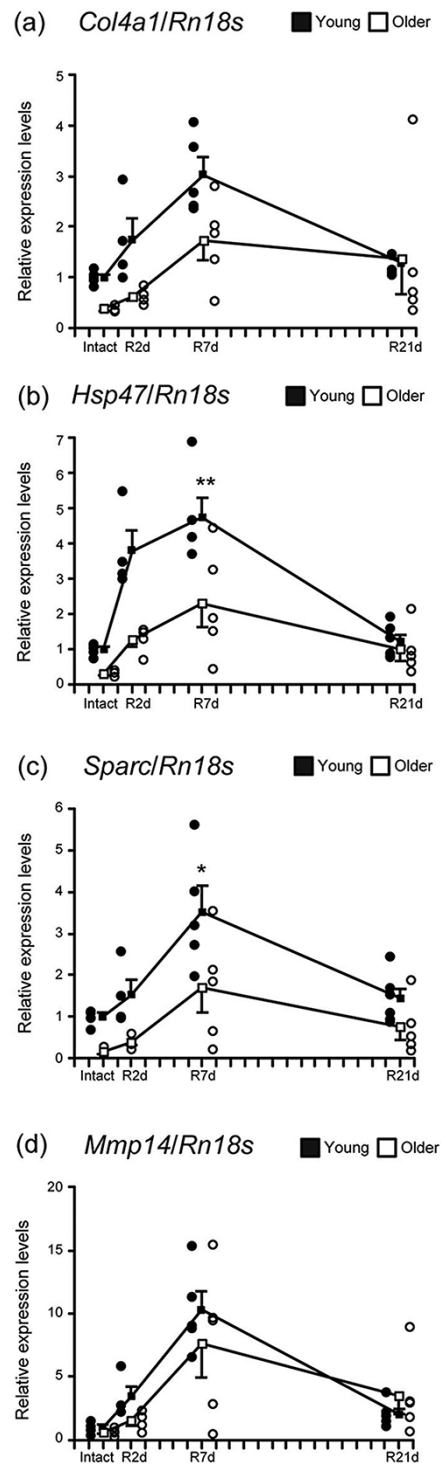 (a) Col4a1/Rn18s Young Older
Relative expression levels
5
4
3
2
1
0
Intact R2d R7d R21d
(b) Hsp47/Rn18s Young Older
Relative expression levels
7
6
5
4
3
2
1
0
**
Intact R2d R7d R21d
(c) Sparc/Rn18s Young Older
Relative expression levels
6
5
4
3
2
1
0
*
Intact R2d R7d R21d
(d) Mmp14/Rn18s Young Older
Relative expression levels
20
15
10
5
0
Intact R2d R7d R21d